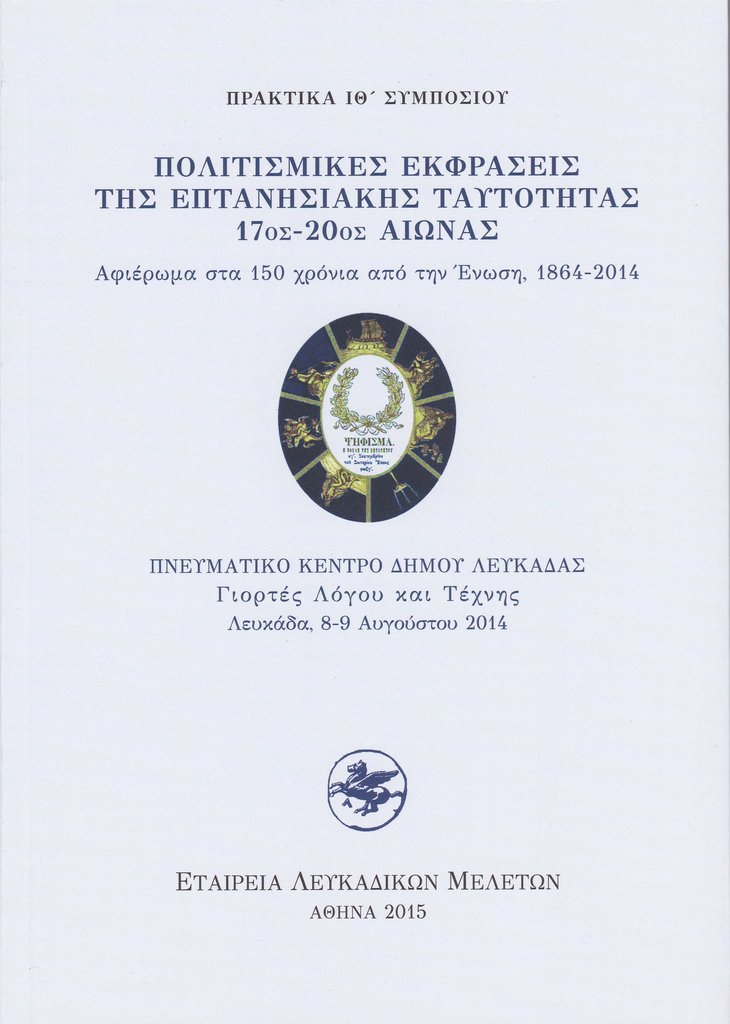 ΠΡΑΚΤΙΚΑ ΙΘ΄ ΣΥΜΠΟΣΙΟΥ
ΠΟΛΙΤΙΣΜΙΚΕΣ ΕΚΦΡΑΣΕΙΣ
ΤΗΣ ΕΠΤΑΝΗΣΙΑΚΗΣ ΤΑΥΤΟΤΗΤΑΣ
17ΟΣ-20ΟΣ ΑΙΩΝΑΣ
Αφιέρωμα στα 150 χρόνια από την Ένωση, 1864-2014
ΨΗΦΙΣΜΑ.
ΠΝΕΥΜΑΤΙΚΟ ΚΕΝΤΡΟ ΔΗΜΟΥ ΛΕΥΚΑΔΑΣ
Γιορτές Λόγου και Τέχνης
Λευκάδα, 8-9 Αυγούστου 2014
Λ
ΕΤΑΙΡΕΙΑ ΛΕΥΚΑΔΙΚΩΝ ΜΕΛΕΤΩΝ
ΑΘΗΝΑ 2015